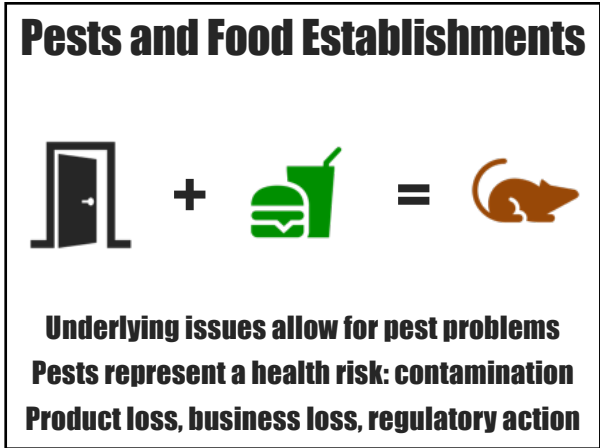 Pests and Food Establishments
+ =
Underlying issues allow for pest problems
Pests represent a health risk: contamination
Product loss, business loss, regulatory action